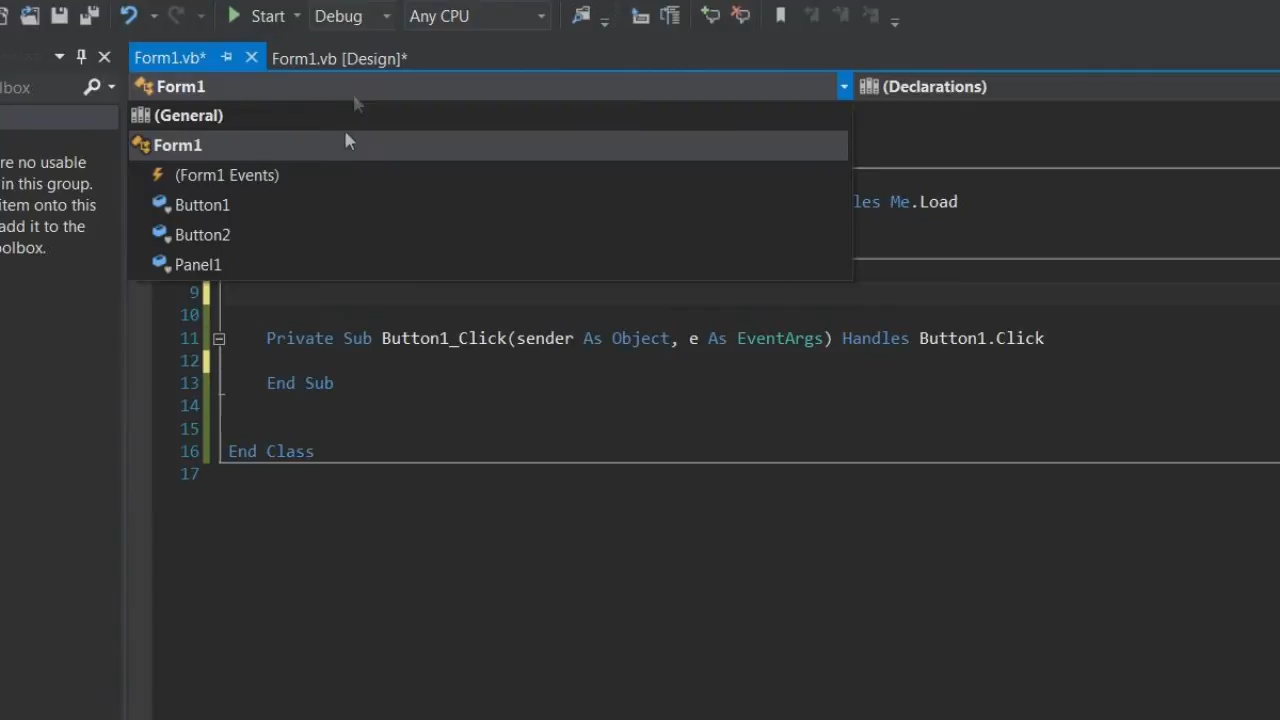 Start Debug Any CPU
Form1.vb* Form1.vb [Design]*
box
Form1 (Declarations)
(General)
Form1
(Form1 Events)
Button1
Button2
Panel1
re no usable
in this group.
item onto this
add it to the
oolbox.
les Me.Load
9
10
11 Private Sub Button1_Click(sender As Object, e As EventArgs) Handles Button1.Click
12
13 End Sub
14
15
16 End Class
17